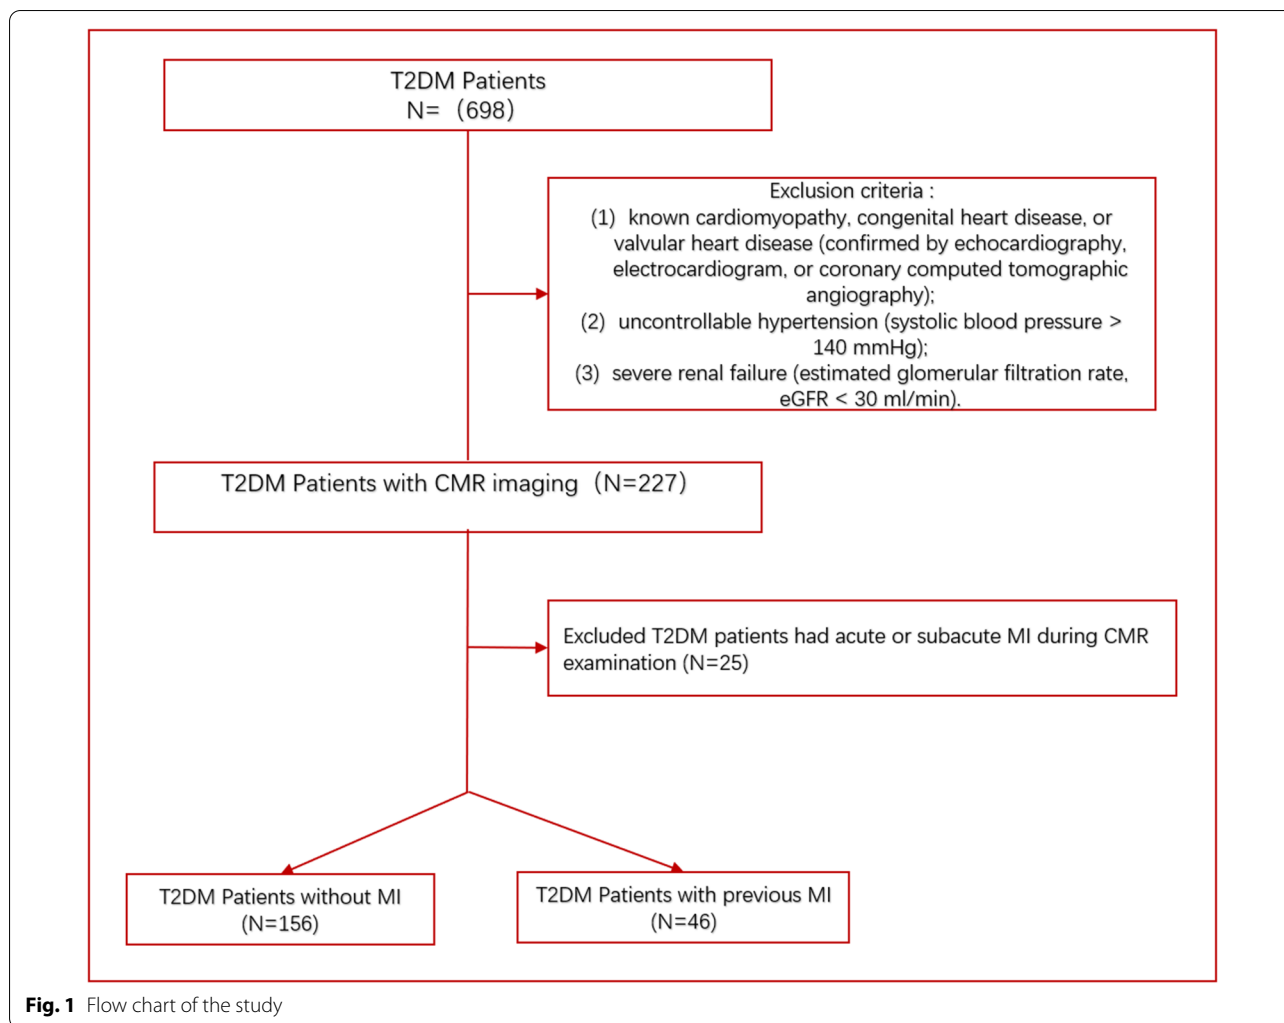 T2DM Patients
N= （698）
Exclusion criteria :
(1) known cardiomyopathy, congenital heart disease, or
valvular heart disease (confirmed by echocardiography,
electrocardiogram, or coronary computed tomographic
angiography);
(2) uncontrollable hypertension (systolic blood pressure >
140 mmHg);
(3) severe renal failure (estimated glomerular filtration rate,
eGFR < 30 ml/min).
T2DM Patients with CMR imaging（N=227）
Excluded T2DM patients had acute or subacute MI during CMR
examination (N=25)
T2DM Patients without MI
(N=156)
T2DM Patients with previous MI
(N=46)
Fig. 1 Flow chart of the study